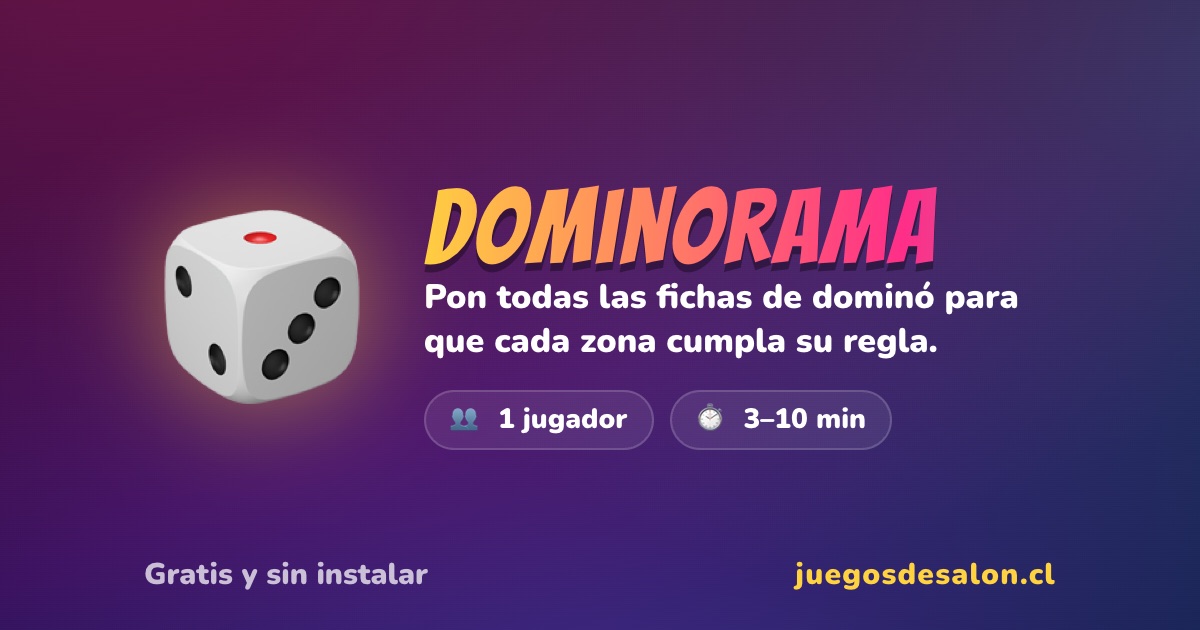 DOMINORAMA
Pon todas las fichas de dominó para
que cada zona cumpla su regla.
1 jugador
3–10 min
Gratis y sin instalar
juegosdesalon.cl